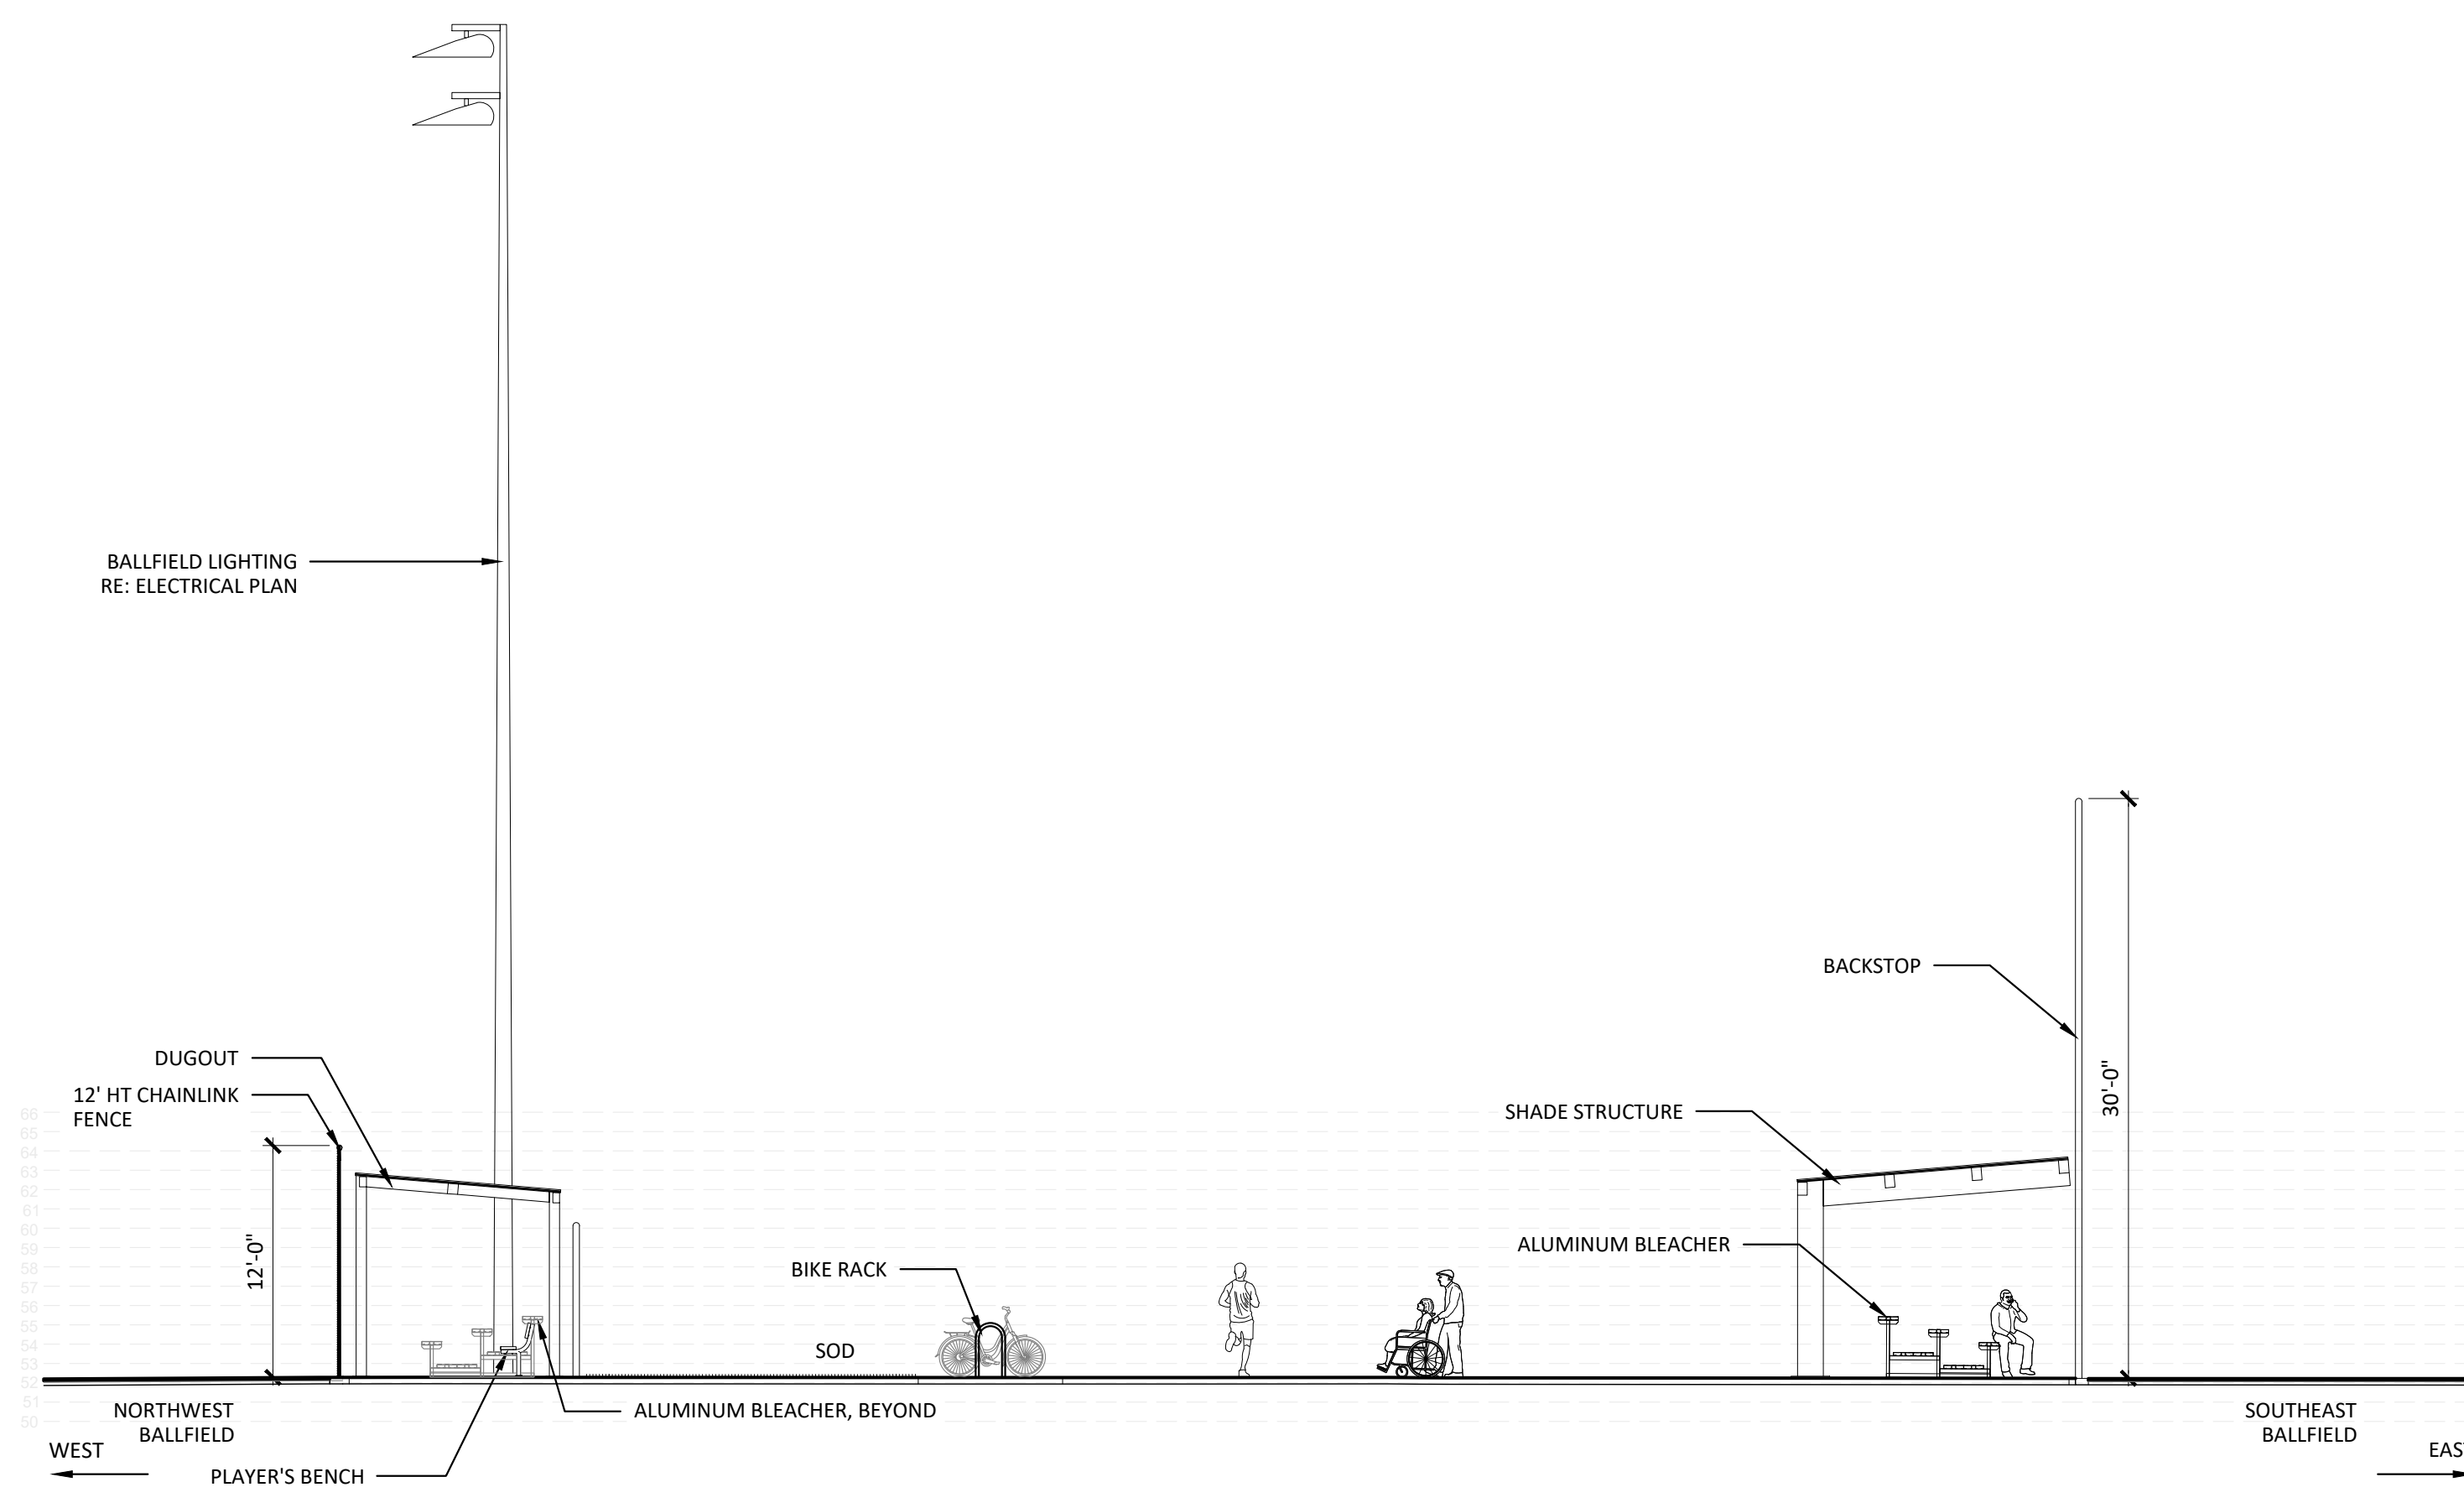 BALLFIELD LIGHTING
RE: ELECTRICAL PLAN
BACKSTOP
DUGOUT
12' HT CHAINLINK
FENCE
30'-0"
SHADE STRUCTURE
66
65
64
63
62
61
60
59
58
57
56
55
54
53
52
51
50
12'-0"
ALUMINUM BLEACHER
BIKE RACK
SOD
NORTHWEST
BALLFIELD
ALUMINUM BLEACHER, BEYOND
SOUTHEAST
BALLFIELD
WEST
EAST
PLAYER'S BENCH